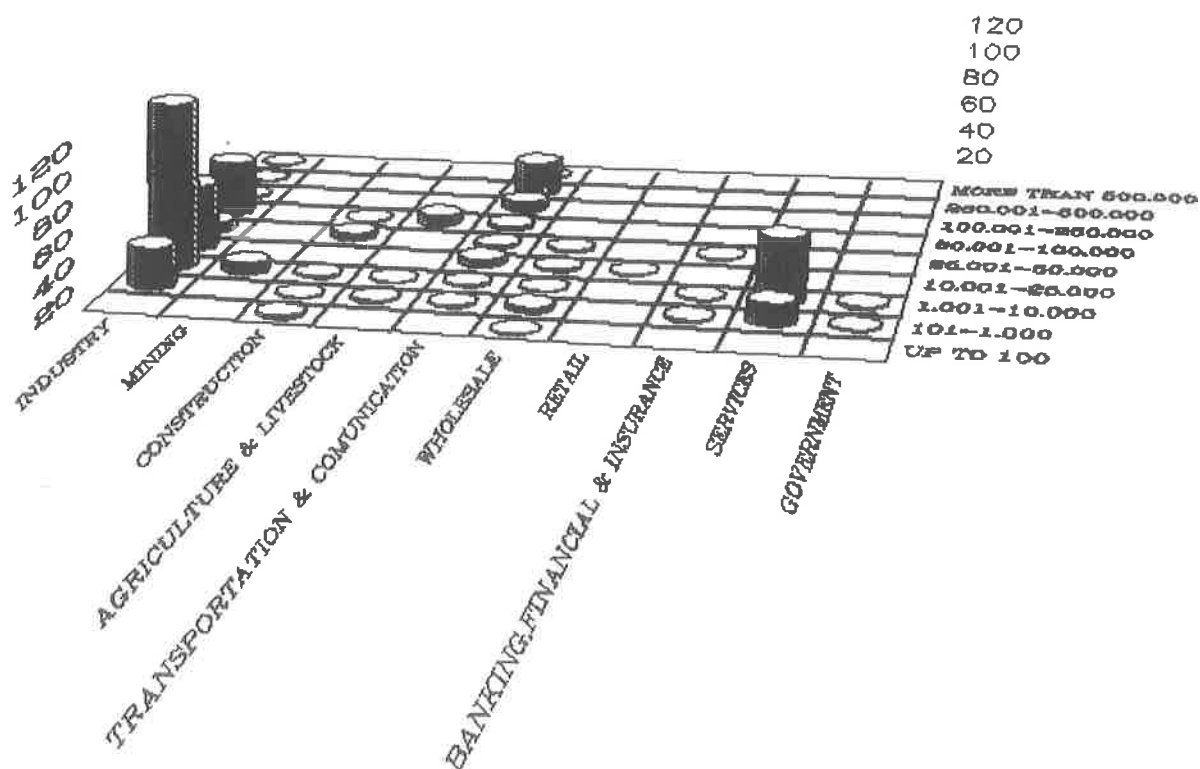 120
100
80
60
40
20
120
100
80
60
40
20
MORE THAN 500.000
250.001-500.000
100.001-250.000
50.001-100.000
25.001-50.000
10.001-25.000
1.001-10.000
101-1.000
UP TO 100
INDUSTRY
MINING
CONSTRUCTION
AGRICULTURE & LIVESTOCK
TRANSPORTATION & COMUNICATION
WHOLESALE
RETAIL
BANKING,FINANCIAL & INSURANCE
SERVICES
GOVERNMENT